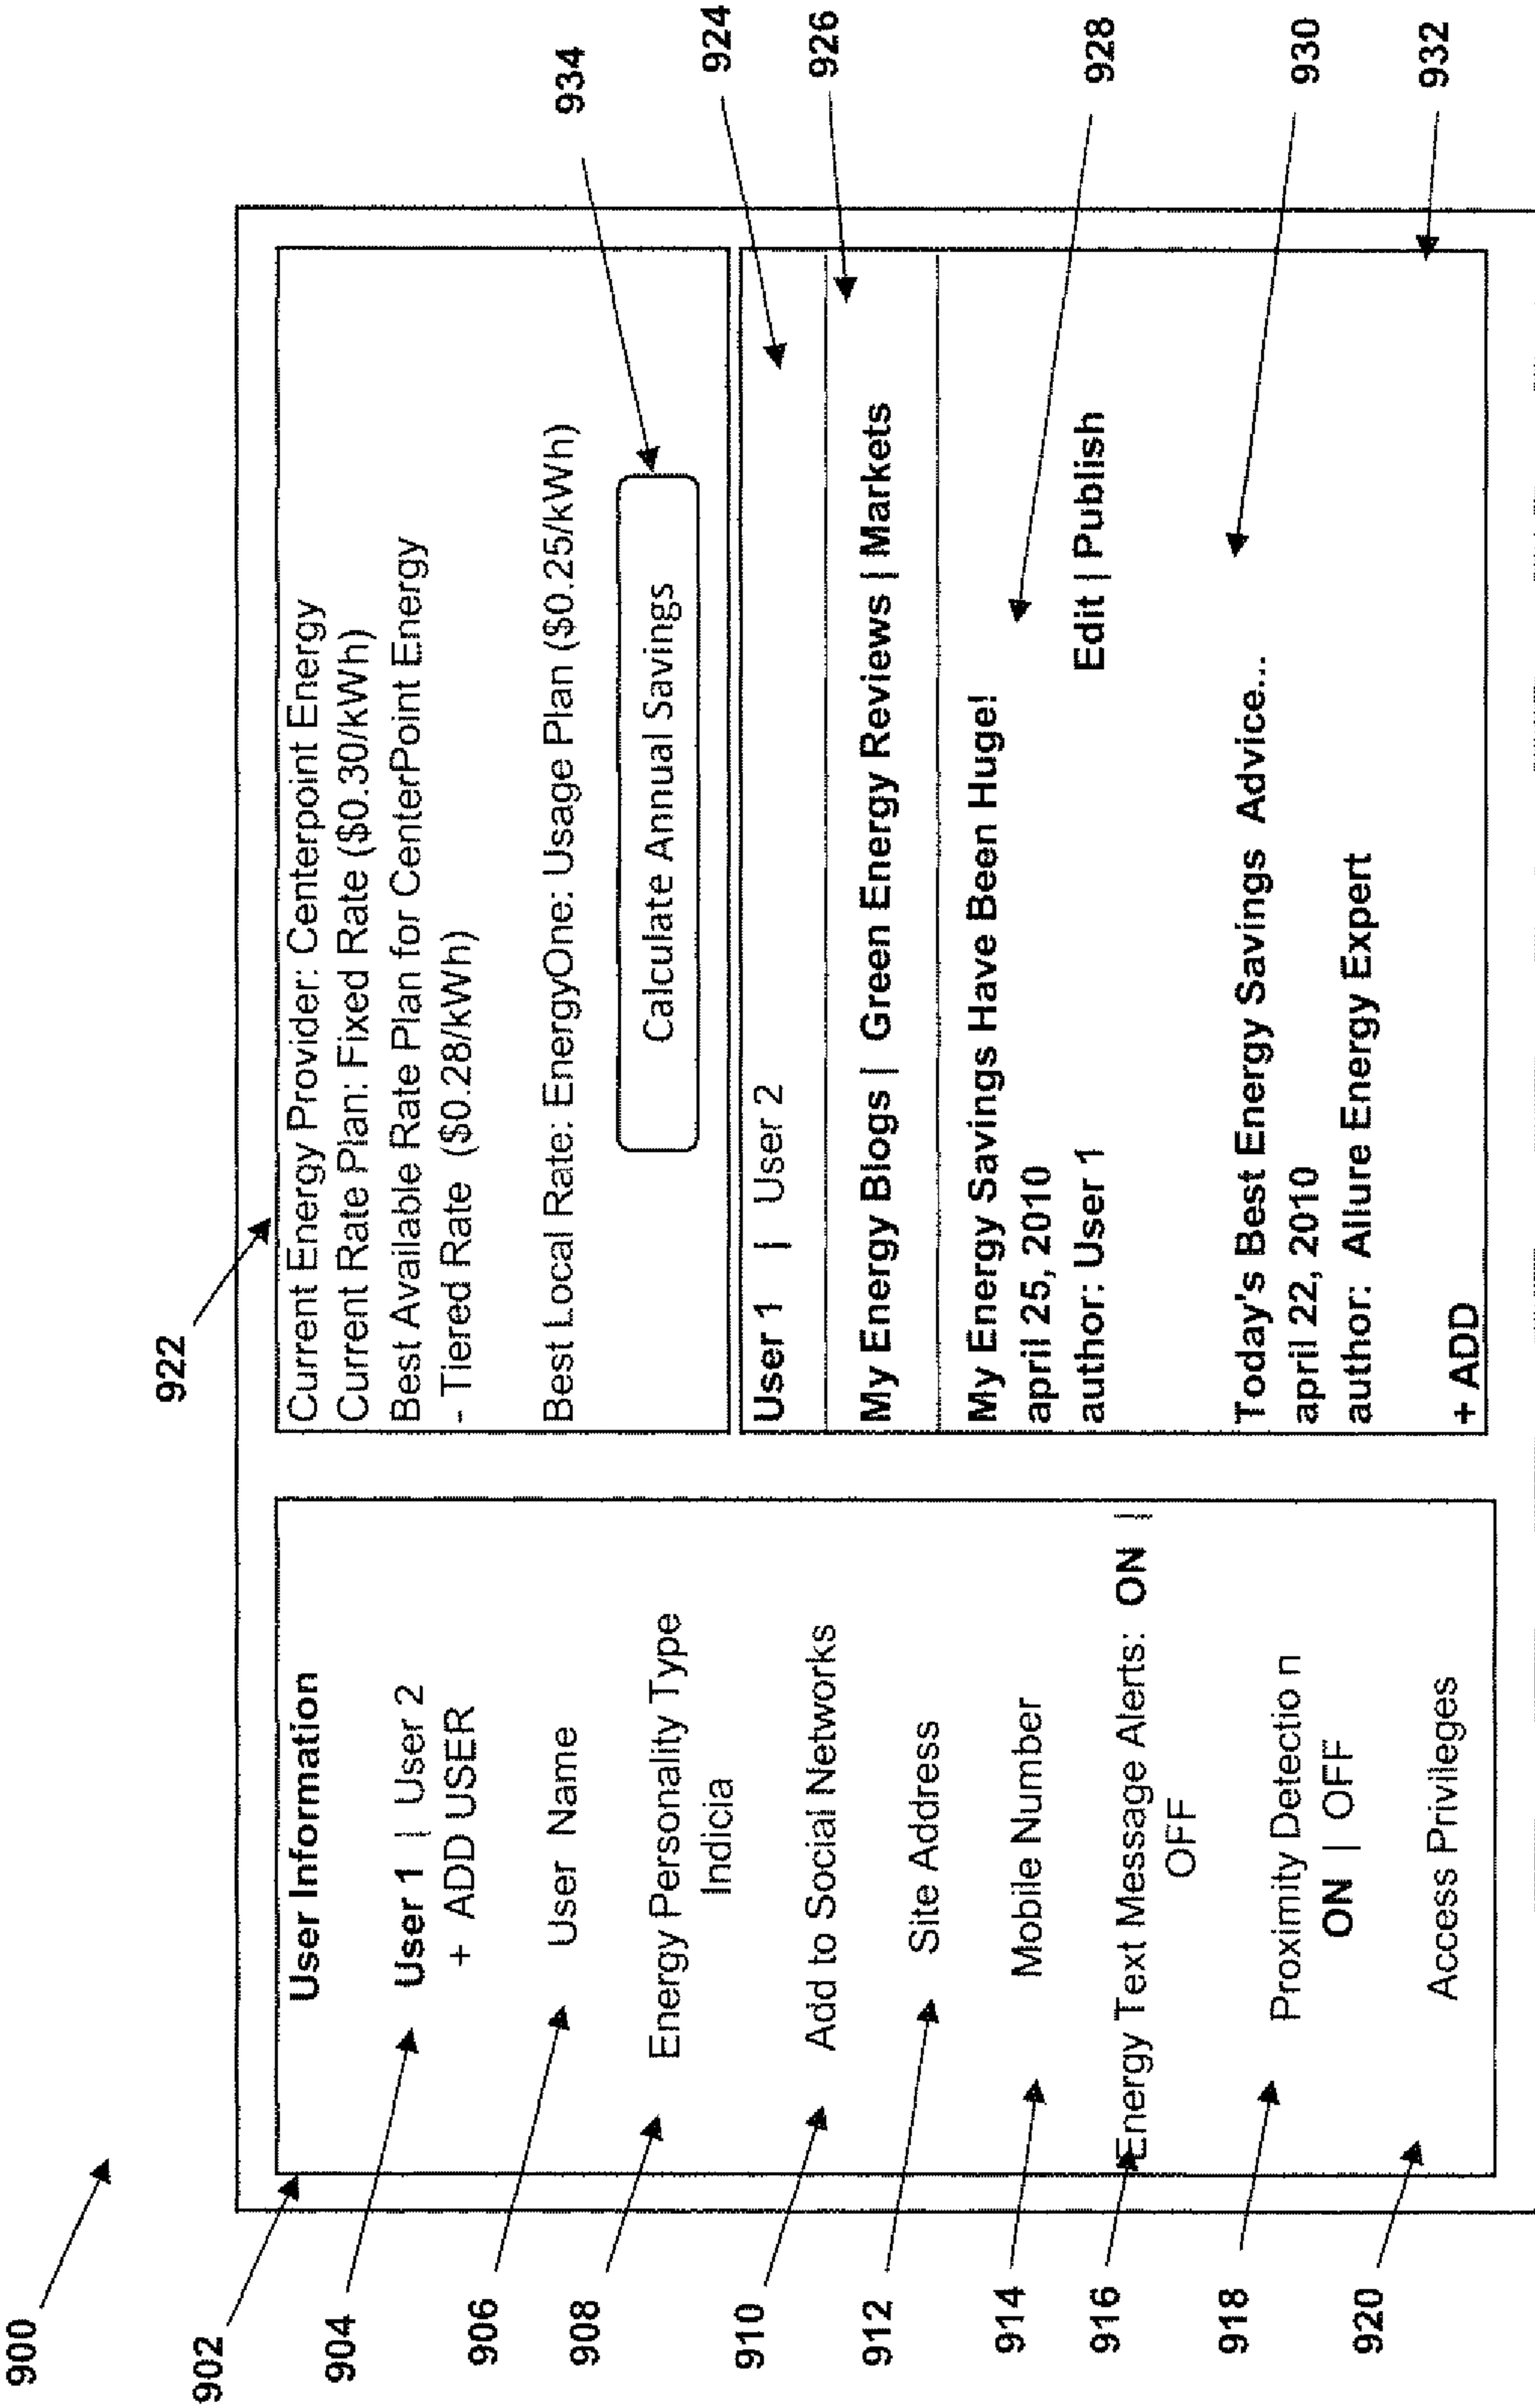 900
902
904
906
908
910
912
914
916
918
920
User Information
User 1 | User 2
+ ADD USER
User Name
Energy Personality Type
Indicia
Add to Social Networks
Site Address
Mobile Number
Energy Text Message Alerts: ON |
OFF
Proximity Detectio n
ON | OFF
Access Privileges
922
Current Energy Provider: Centerpoint Energy
Current Rate Plan: Fixed Rate ($0.30/kWh)
Best Available Rate Plan for CenterPoint Energy
- Tiered Rate ($0.28/kWh)
Best Local Rate: EnergyOne: Usage Plan ($0.25/kWh)
Calculate Annual Savings
User 1 | User 2
My Energy Blogs | Green Energy Reviews | Markets
My Energy Savings Have Been Huge!
april 25, 2010
author: User 1
Edit | Publish
Today's Best Energy Savings Advice...
april 22, 2010
author: Allure Energy Expert
+ ADD
934
924
926
928
930
932